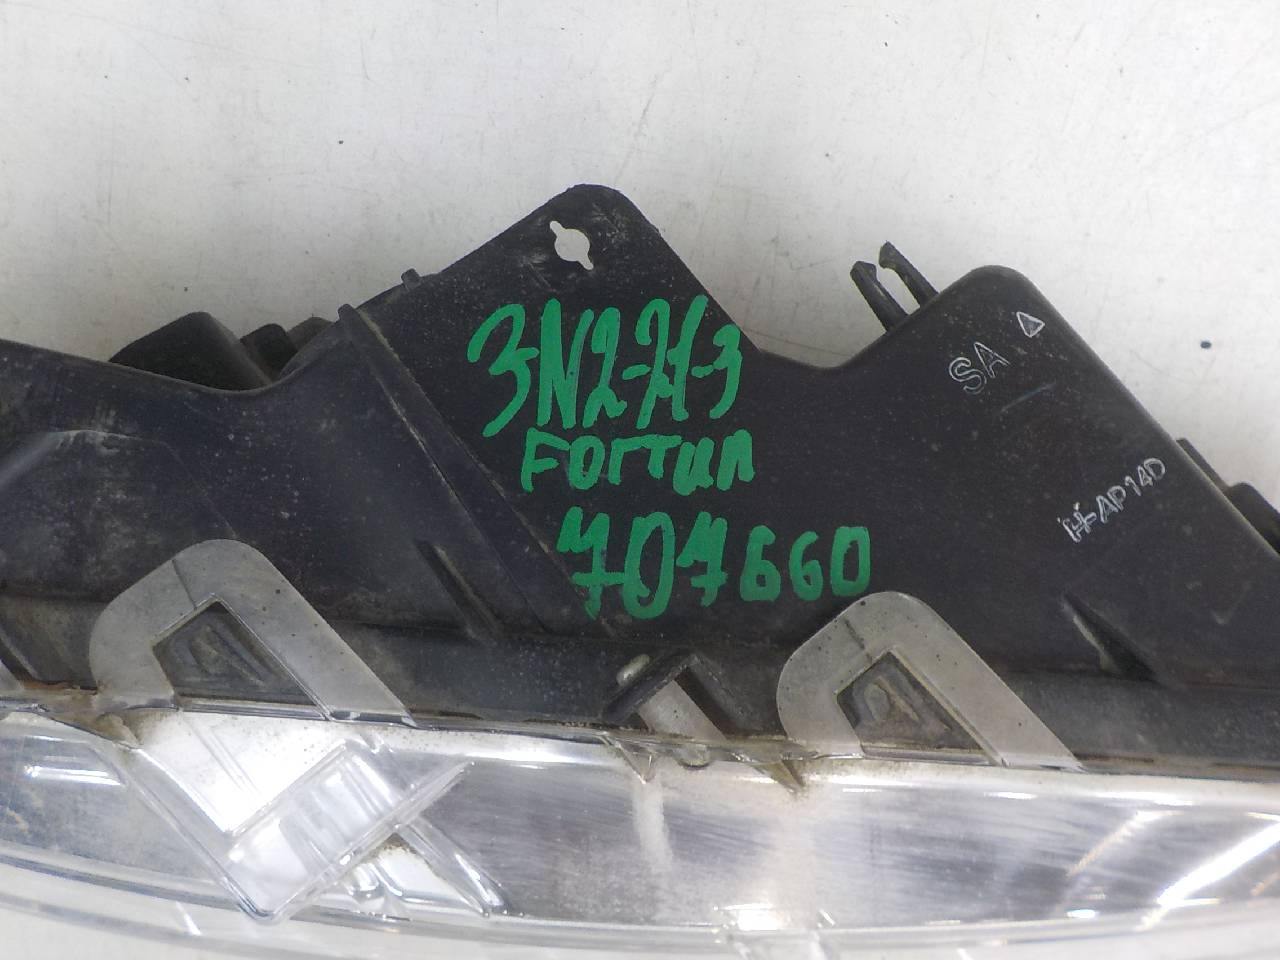 3N2-21-3
FORTUN
707660
SA
AP14D